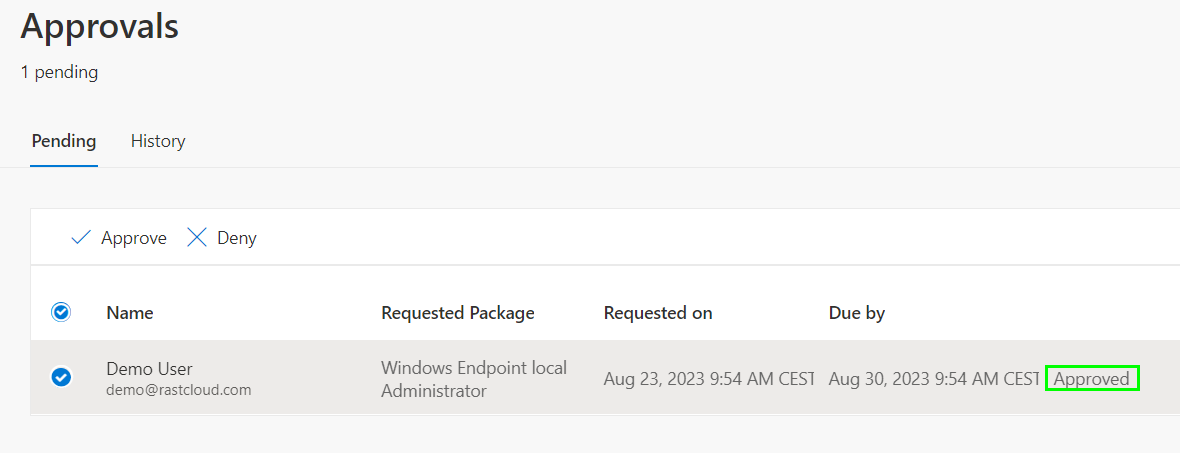 Approvals
1 pending
Pending History
Approve Deny
Name Requested Package Requested on Due by
Demo User
demo@rastcloud.com
Windows Endpoint local
Administrator
Aug 23, 2023 9:54 AM CEST
Aug 30, 2023 9:54 AM CEST
Approved